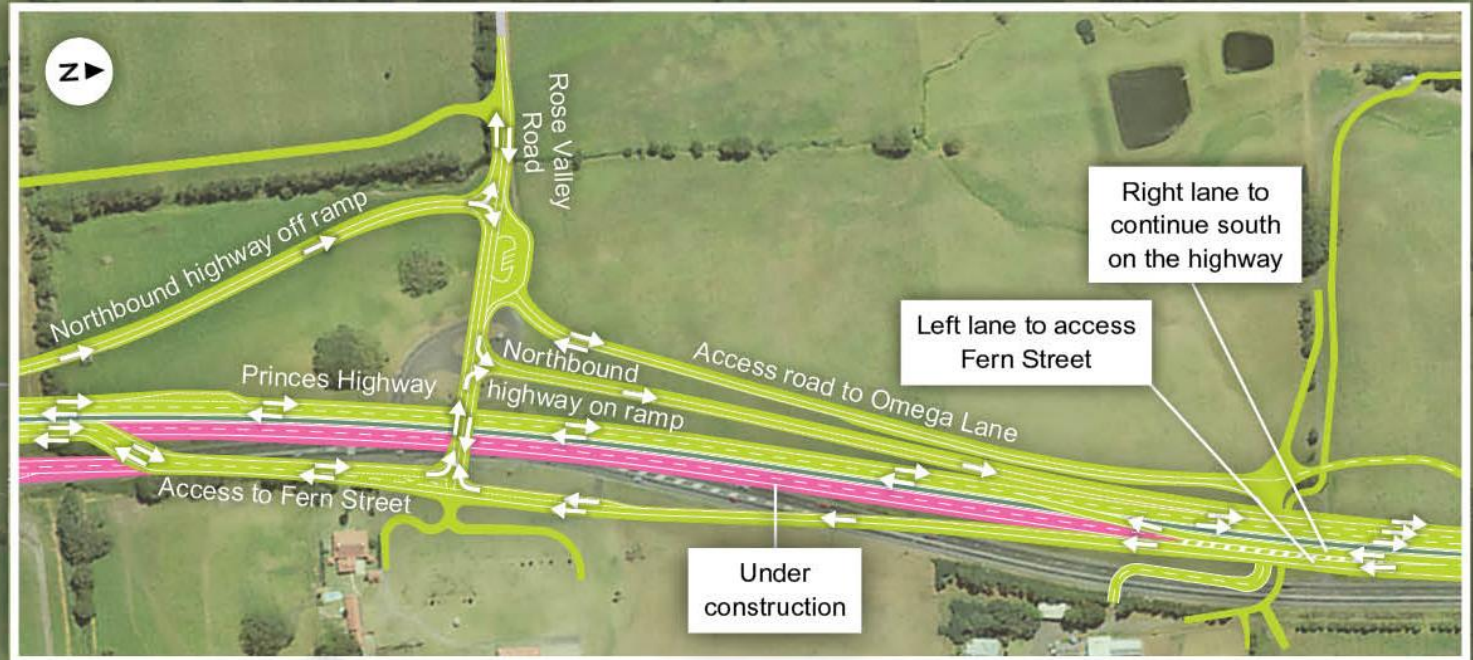 N
Rose Valley
Road
Northbound highway off ramp
Right lane to
continue south
on the highway
Left lane to access
Fern Street
Princes Highway
Northbound
highway on ramp
Access road to Omega Lane
Access to Fern Street
Under
construction